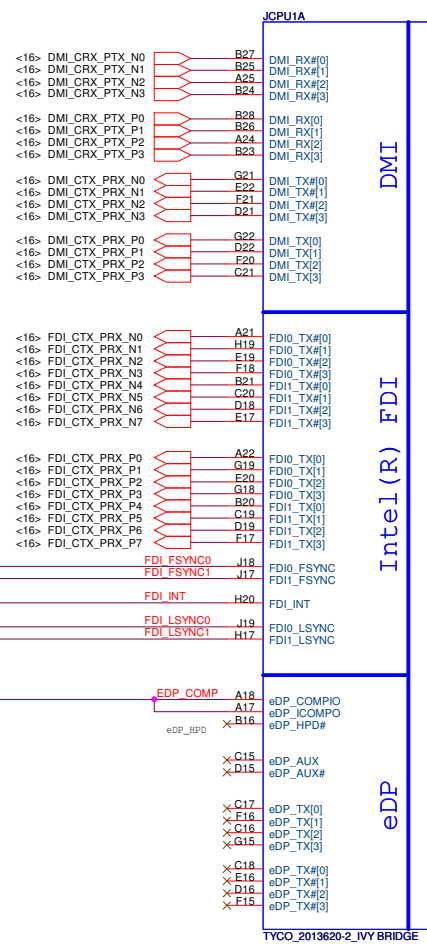 JCPU1A
<16> DMI_CRX_PTX_N0 B27 DMI_RX#[0]
<16> DMI_CRX_PTX_N1 B25 DMI_RX#[1]
<16> DMI_CRX_PTX_N2 A25 DMI_RX#[2]
<16> DMI_CRX_PTX_N3 B24 DMI_RX#[3]
<16> DMI_CRX_PTX_P0 B28 DMI_RX[0]
<16> DMI_CRX_PTX_P1 B26 DMI_RX[1]
<16> DMI_CRX_PTX_P2 A24 DMI_RX[2]
<16> DMI_CRX_PTX_P3 B23 DMI_RX[3]
<16> DMI_CTX_PRX_N0 G21 DMI_TX#[0]
<16> DMI_CTX_PRX_N1 E22 DMI_TX#[1]
<16> DMI_CTX_PRX_N2 F21 DMI_TX#[2]
<16> DMI_CTX_PRX_N3 D21 DMI_TX#[3]
<16> DMI_CTX_PRX_P0 G22 DMI_TX[0]
<16> DMI_CTX_PRX_P1 D22 DMI_TX[1]
<16> DMI_CTX_PRX_P2 F20 DMI_TX[2]
<16> DMI_CTX_PRX_P3 C21 DMI_TX[3]
DMI
<16> FDI_CTX_PRX_N0 A21 FDI0_TX#[0]
<16> FDI_CTX_PRX_N1 H19 FDI0_TX#[1]
<16> FDI_CTX_PRX_N2 E19 FDI0_TX#[2]
<16> FDI_CTX_PRX_N3 F18 FDI0_TX#[3]
<16> FDI_CTX_PRX_N4 B21 FDI1_TX#[0]
<16> FDI_CTX_PRX_N5 C20 FDI1_TX#[1]
<16> FDI_CTX_PRX_N6 D18 FDI1_TX#[2]
<16> FDI_CTX_PRX_N7 E17 FDI1_TX#[3]
<16> FDI_CTX_PRX_P0 A22 FDI0_TX[0]
<16> FDI_CTX_PRX_P1 G19 FDI0_TX[1]
<16> FDI_CTX_PRX_P2 E20 FDI0_TX[2]
<16> FDI_CTX_PRX_P3 G18 FDI0_TX[3]
<16> FDI_CTX_PRX_P4 B20 FDI1_TX[0]
<16> FDI_CTX_PRX_P5 C19 FDI1_TX[1]
<16> FDI_CTX_PRX_P6 D19 FDI1_TX[2]
<16> FDI_CTX_PRX_P7 F17 FDI1_TX[3]
FDI_FSYNC0 J18 FDI0_FSYNC
FDI_FSYNC1 J17 FDI1_FSYNC
FDI_INT H20 FDI_INT
FDI_LSYNC0 J19 FDI0_LSYNC
FDI_LSYNC1 H17 FDI1_LSYNC
Intel(R) FDI
EDP_COMP A18 eDP_COMPIO
A17 eDP_ICOMPO
eDP_HPD B16 eDP_HPD#
C15 eDP_AUX
D15 eDP_AUX#
C17 eDP_TX[0]
F16 eDP_TX[1]
C16 eDP_TX[2]
G15 eDP_TX[3]
C18 eDP_TX#[0]
E16 eDP_TX#[1]
D16 eDP_TX#[2]
F15 eDP_TX#[3]
eDP
TYCO_2013620-2_IVY BRIDGE